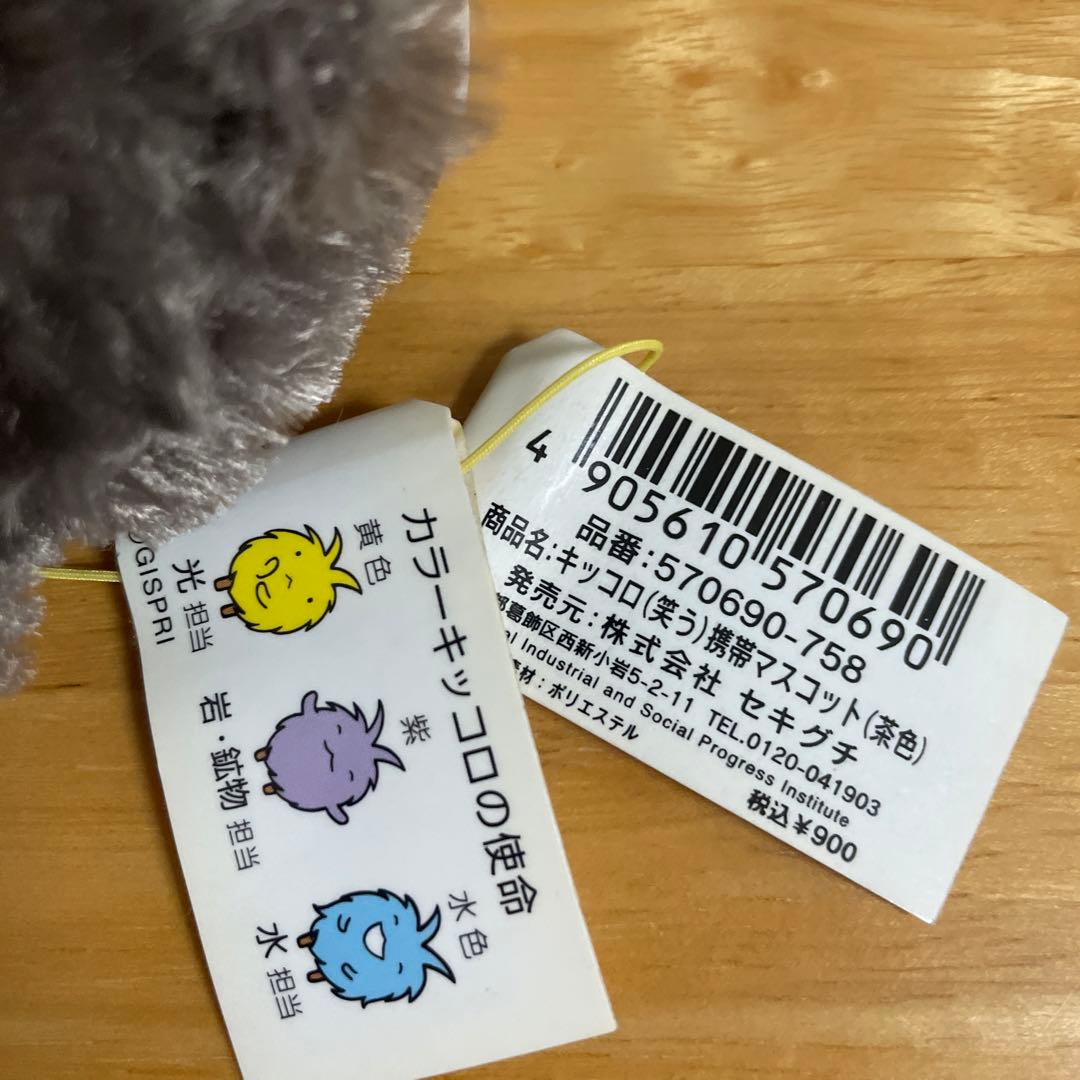 カラーキッコロの使命
黄色
光 担当
紫
岩・鉱物 担当
水色
水 担当
GISPRI
4 905610 570690
品番:570690-758
商品名:キッコロ(笑う)携帯マスコット(茶色)
発売元:株式会社 セキグチ
葛飾区西新小岩5-2-11 TEL.0120-041903
Industrial and Social Progress Institute
素材:ポリエステル
税込¥900